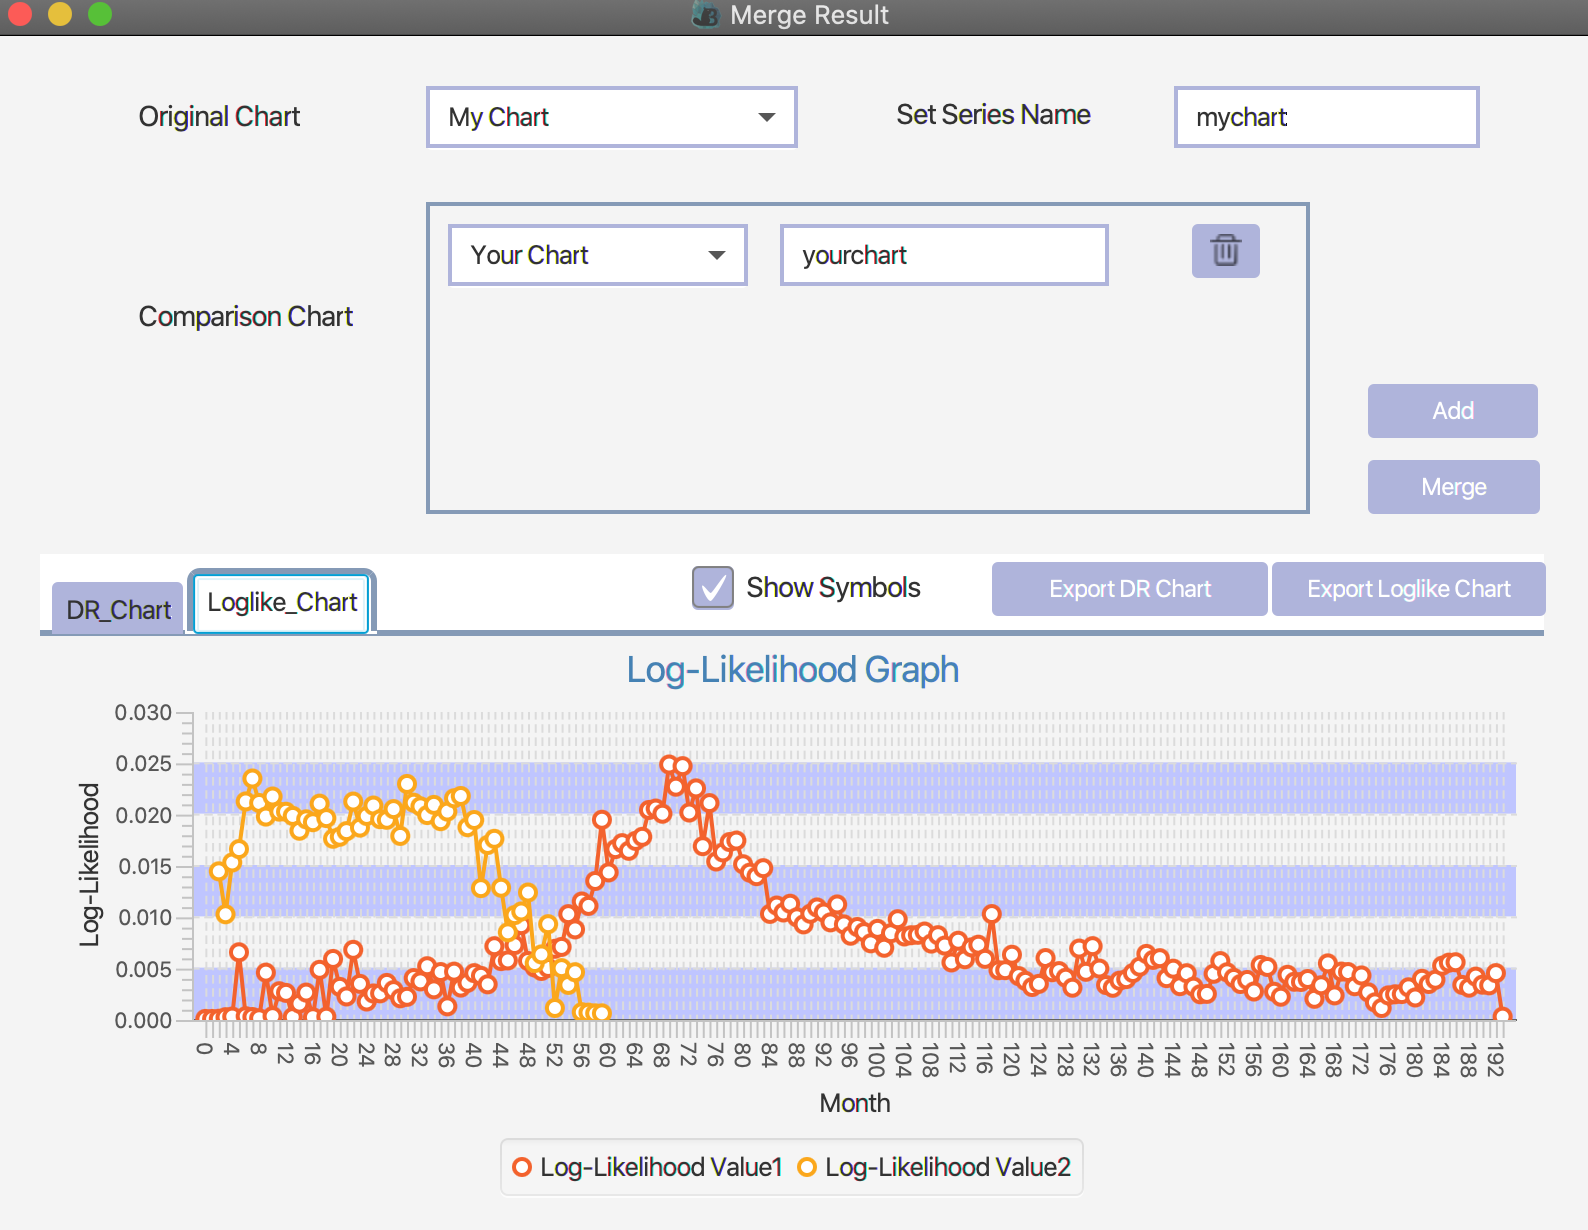 Merge Result
Original Chart
My Chart
Set Series Name
mychart
Your Chart
yourchart
Comparison Chart
Add
Merge
DR_Chart
Loglike_Chart
Show Symbols
Export DR Chart
Export Loglike Chart
Log-Likelihood Graph
Log-Likelihood
0.030
0.025
0.020
0.015
0.010
0.005
0.000
0 4 8 12 16 20 24 28 32 36 40 44 48 52 56 60 64 68 72 76 80 84 88 92 96 100 104 108 112 116 120 124 128 132 136 140 144 148 152 156 160 164 168 172 176 180 184 188 192
Month
Log-Likelihood Value1 Log-Likelihood Value2